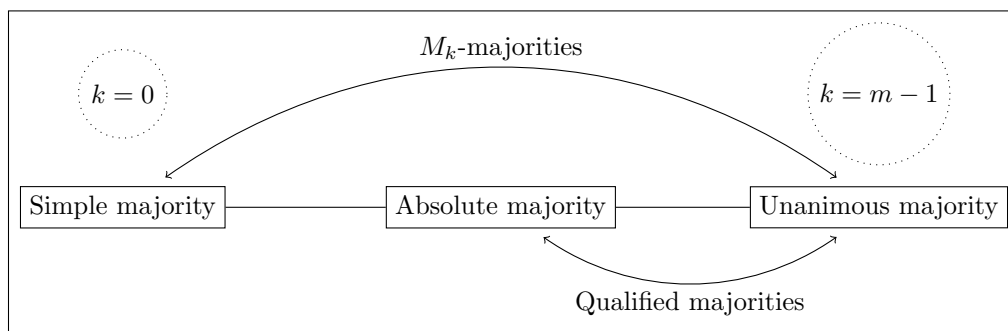 $M_k$-majorities
$k = 0$
$k = m - 1$
Simple majority
Absolute majority
Unanimous majority
Qualified majorities